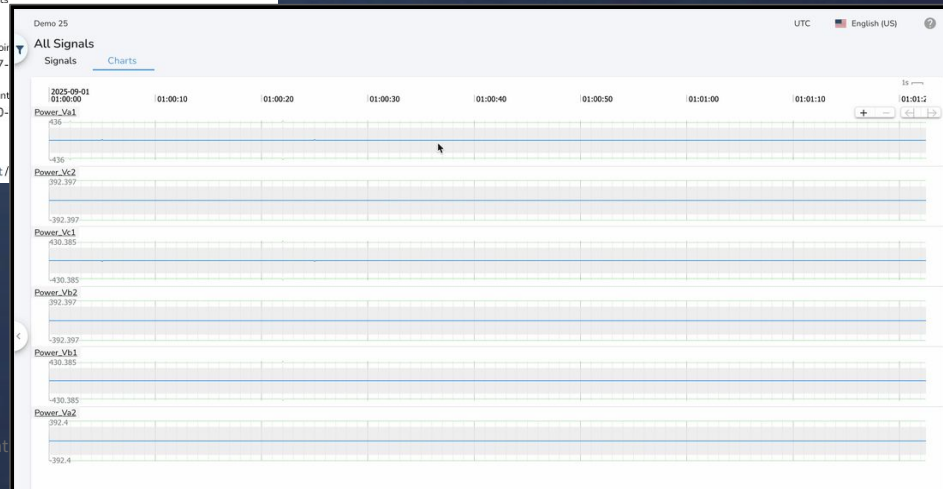 Demo 25
UTC
English (US)
All Signals
Signals
Charts
1s
2025-09-01
01:00:00
01:00:10
01:00:20
01:00:30
01:00:40
01:00:50
01:01:00
01:01:10
01:01:2
Power_Va1
436
-436
Power_Vc2
392.397
-392.397
Power_Vc1
430.385
-430.385
Power_Vb2
392.397
-392.397
Power_Vb1
430.385
-430.385
Power_Va2
392.4
-392.4